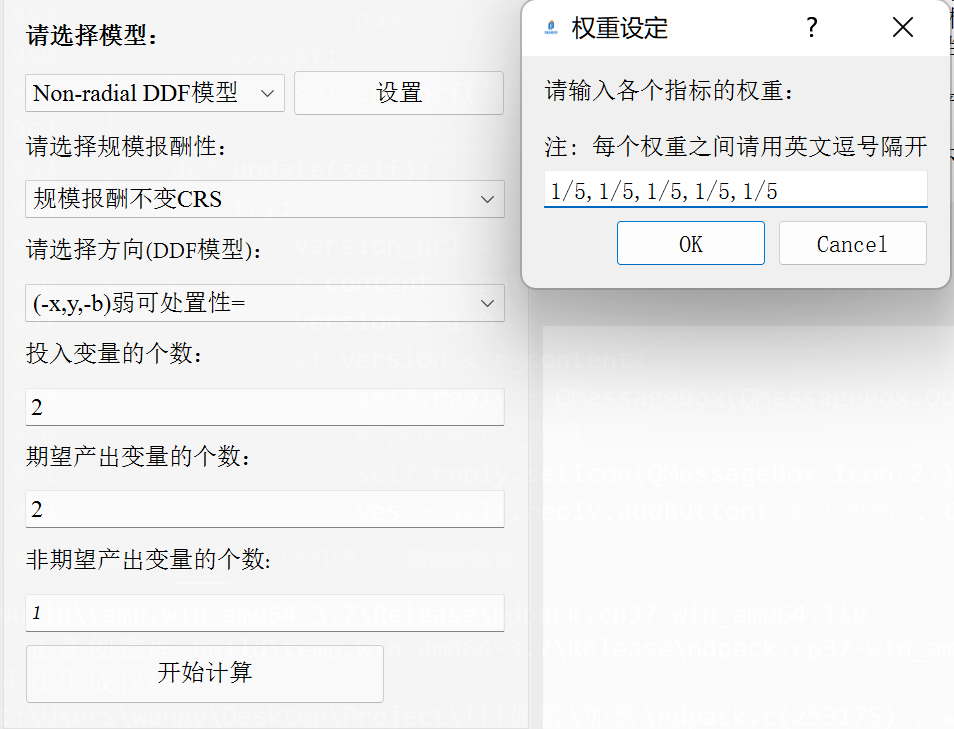 请选择模型：
Non-radial DDF模型
设置
请选择规模报酬性：
规模报酬不变CRS
请选择方向(DDF模型)：
(-x,y,-b)弱可处置性=
投入变量的个数：
2
期望产出变量的个数：
2
非期望产出变量的个数:
1
开始计算
权重设定
?
请输入各个指标的权重：
注：每个权重之间请用英文逗号隔开
1/5,1/5,1/5,1/5,1/5
OK
Cancel
update(self)
version_url =
content
version
version < r_content:
self.reply = QMessageBox(QMessageBox.Qu
self.reply.setIcon(QMessageBox.Icon(2))
yes = self.reply.addButton(
build\temp.win-amd64-3.7\Release\ndpack.cp37-win_amd64.lib
\temp.win-amd64-3.7\Release\ndpack.cp37-win_am
:\Users\wangy\Desktop\Project\
\ndpack.c(253175) : w